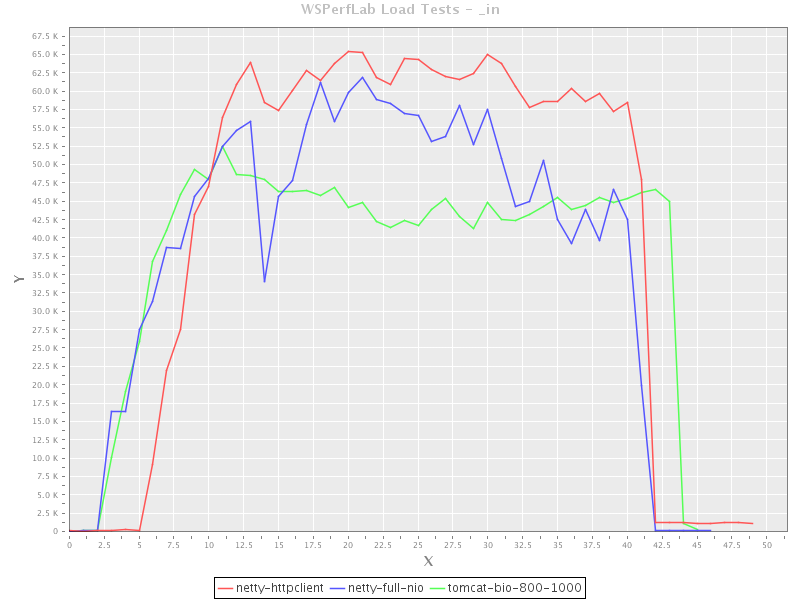 WSPerfLab Load Tests - _in
67.5 K
65.0 K
62.5 K
60.0 K
57.5 K
55.0 K
52.5 K
50.0 K
47.5 K
45.0 K
42.5 K
40.0 K
37.5 K
35.0 K
32.5 K
30.0 K
27.5 K
25.0 K
22.5 K
20.0 K
17.5 K
15.0 K
12.5 K
10.0 K
7.5 K
5.0 K
2.5 K
0
Y
0 2.5 5 7.5 10 12.5 15 17.5 20 22.5 25 27.5 30 32.5 35 37.5 40 42.5 45 47.5 50
X
netty-httpclient netty-full-nio tomcat-bio-800-1000